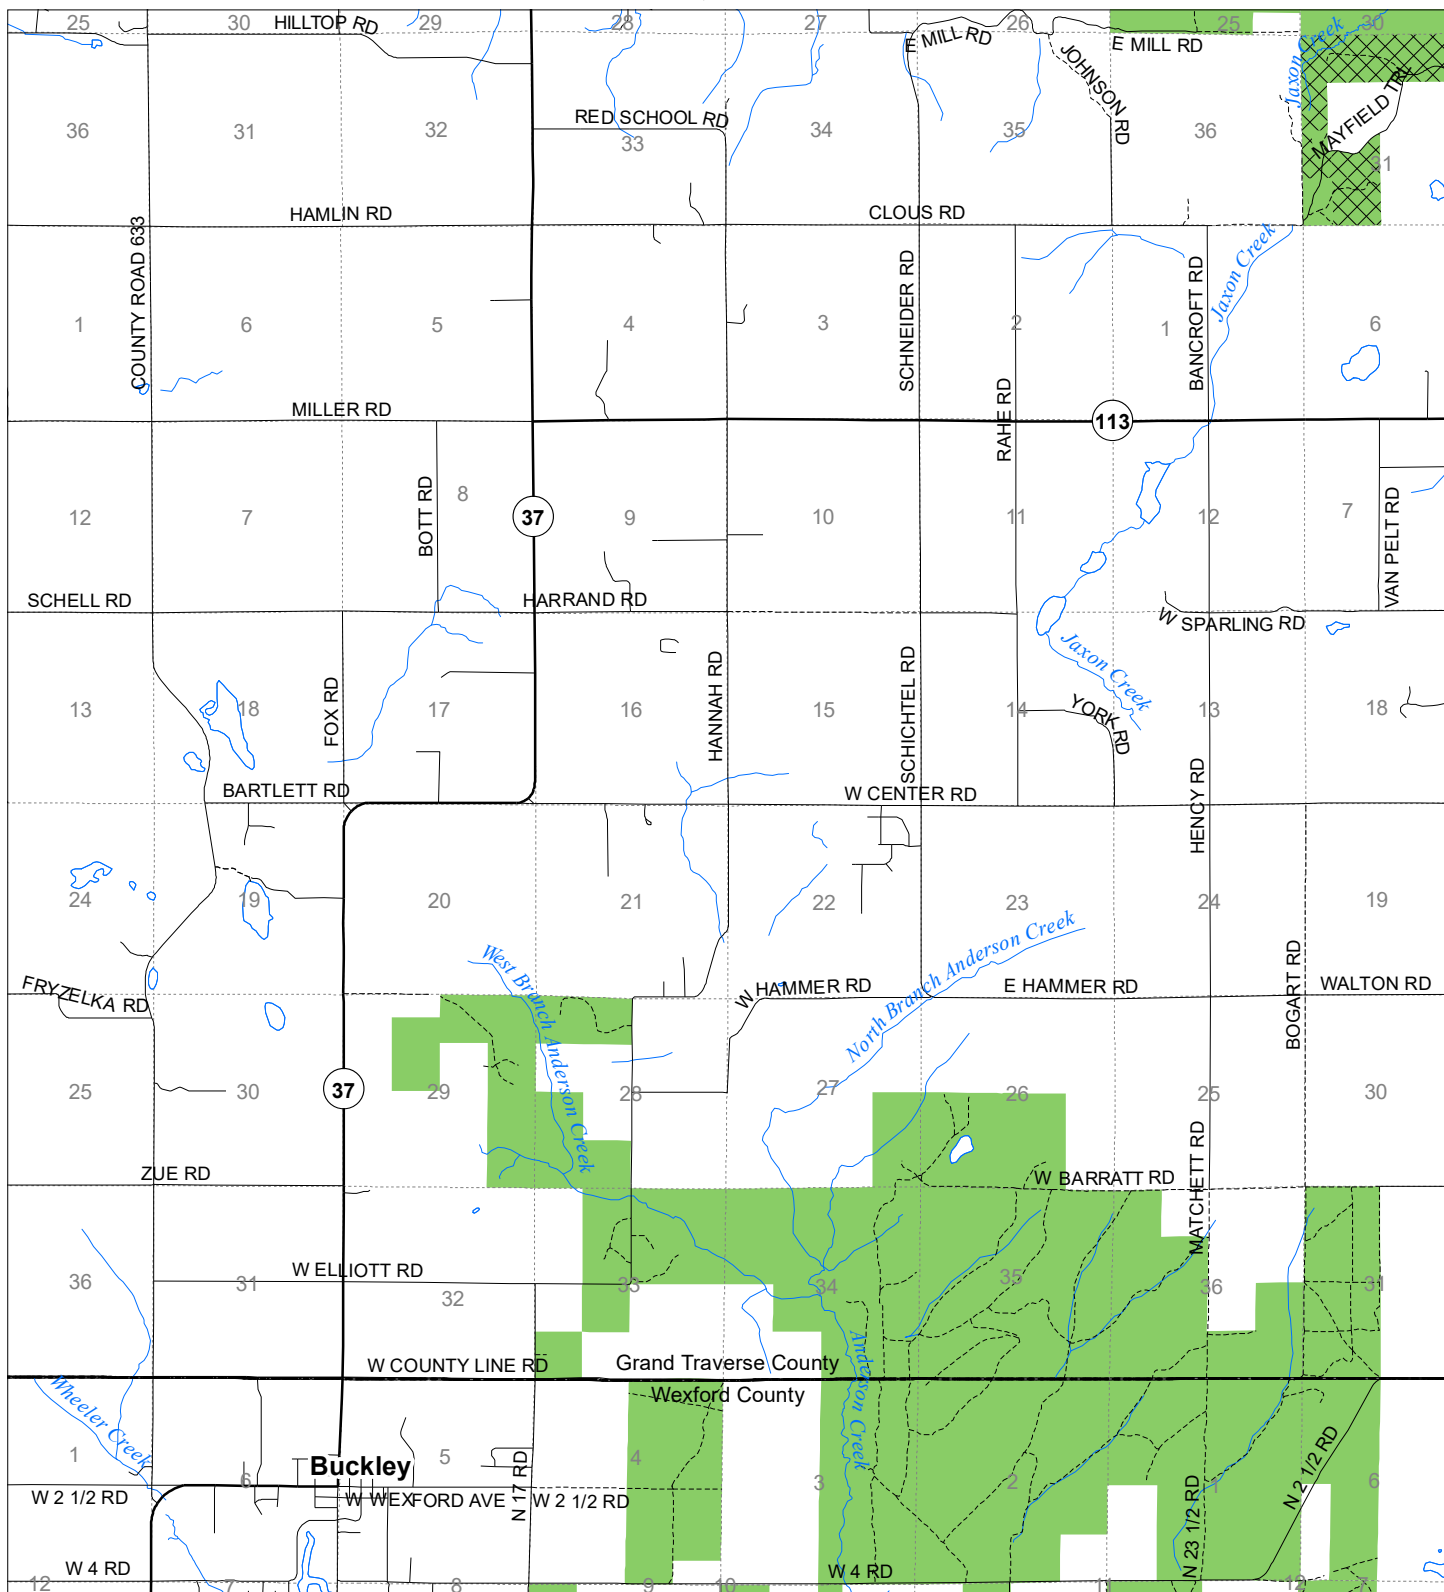 25 30 29 28 27 26 25 30
HILLTOP RD
E MILL RD
E MILL RD
JOHNSON RD
Jaxon Creek
MAYFIELD TRL
RED SCHOOL RD
36 31 32 33 34 35 36 31
HAMLIN RD
CLOUS RD
COUNTY ROAD 633
SCHNEIDER RD
BANCROFT RD
Jaxon Creek
1 6 5 4 3 2 1 6
MILLER RD
RAHE RD
113
BOTT RD
37
VAN PELT RD
12 7 8 9 10 11 12 7
SCHELL RD
HARRAND RD
W SPARLING RD
Jaxon Creek
FOX RD
HANNAH RD
SCHICHTEL RD
YORK RD
13 18 17 16 15 14 13 18
BARTLETT RD
W CENTER RD
HENCY RD
24 19 20 21 22 23 24 19
West Branch Anderson Creek
North Branch Anderson Creek
BOGART RD
FRYZELKA RD
W HAMMER RD
E HAMMER RD
WALTON RD
37
25 30 29 28 27 26 25 30
ZUE RD
W BARRATT RD
MATCHETT RD
W ELLIOTT RD
36 31 32 33 34 35 36 31
W COUNTY LINE RD
Grand Traverse County
Wexford County
Anderson Creek
Wheeler Creek
Buckley
1 6 5 4 3 2 1 6
W 2 1/2 RD
W WEXFORD AVE
W 2 1/2 RD
N 17 RD
N 23 1/2 RD
N 2 1/2 RD
W 4 RD
W 4 RD
12 7 8 9 10 11 12 7